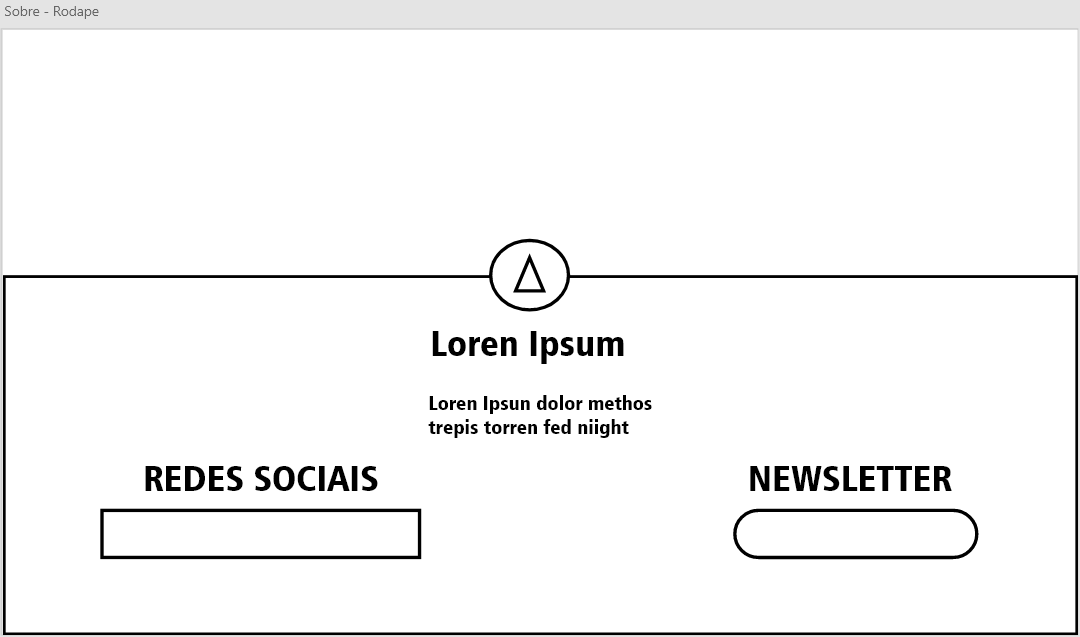 Sobre - Rodape
Loren Ipsum
Loren Ipsun dolor methos
trepis torren fed niight
REDES SOCIAIS
NEWSLETTER